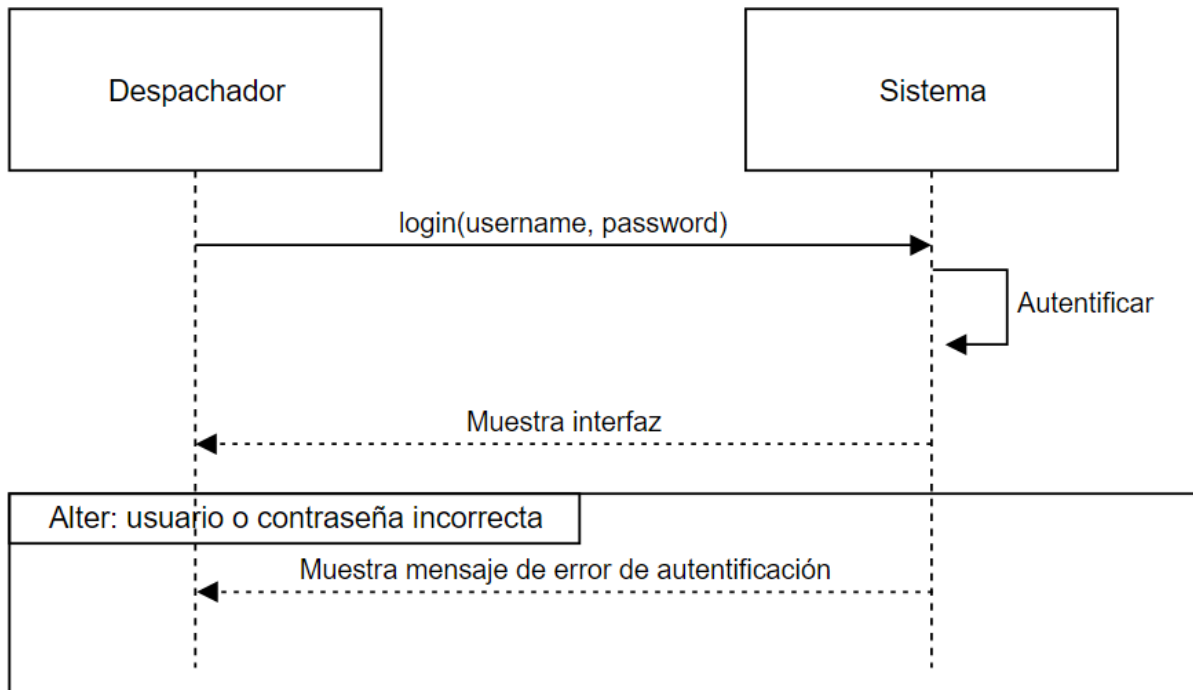 Despachador
Sistema
login(username, password)
Autentificar
Muestra interfaz
Alter: usuario o contraseña incorrecta
Muestra mensaje de error de autentificación